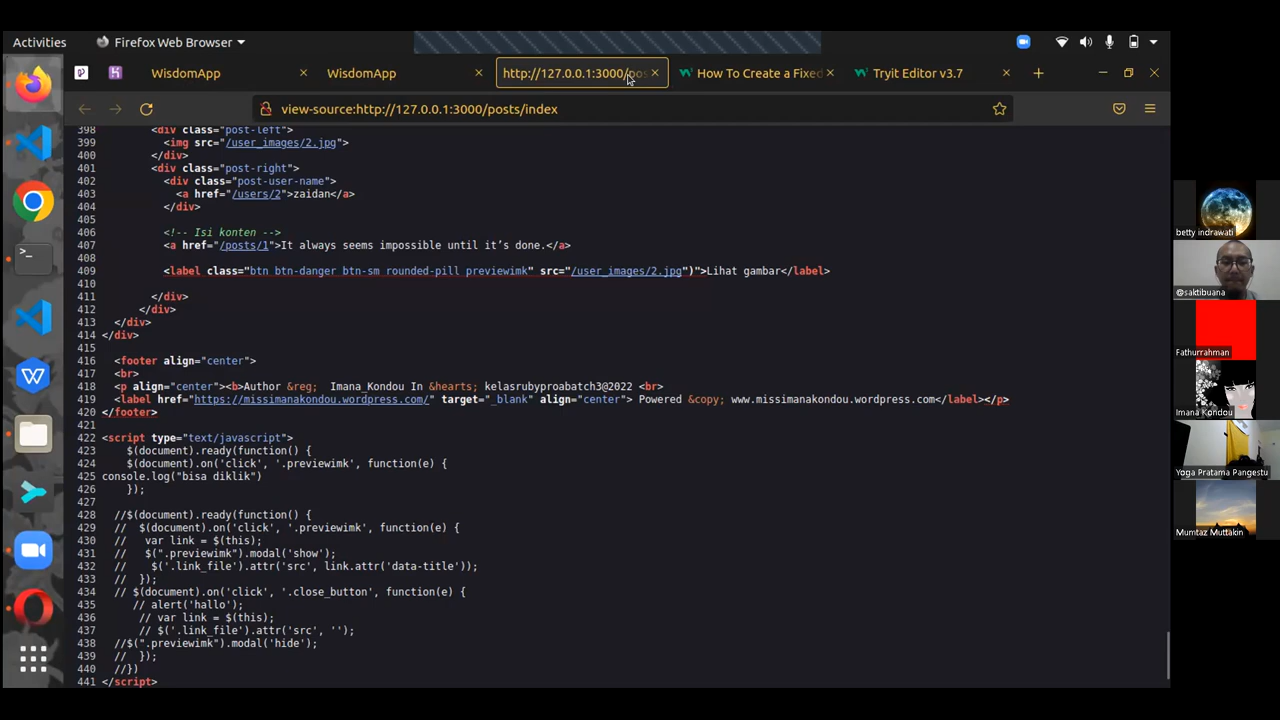 Activities Firefox Web Browser
WisdomApp × WisdomApp × http://127.0.0.1:3000/pos × How To Create a Fixed × Tryit Editor v3.7 × +
view-source:http://127.0.0.1:3000/posts/index
398 <div class="post-left">
399 <img src="/user_images/2.jpg">
400 </div>
401 <div class="post-right">
402 <div class="post-user-name">
403 <a href="/users/2">zaidan</a>
404 </div>
405
406 <!-- Isi konten -->
407 <a href="/posts/1">It always seems impossible until it’s done.</a>
408
409 <label class="btn btn-danger btn-sm rounded-pill previewimk" src="/user_images/2.jpg")">Lihat gambar</label>
410
411 </div>
412 </div>
413 </div>
414 </div>
415
416 <footer align="center">
417 <br>
418 <p align="center"><b>Author &reg;  Imana_Kondou In &hearts; kelasrubyproabatch3@2022 <br>
419 <label href="https://missimanakondou.wordpress.com/" target="_blank" align="center"> Powered &copy; www.missimanakondou.wordpress.com</label></p>
420 </footer>
421
422 <script type="text/javascript">
423 $(document).ready(function() {
424 $(document).on('click', '.previewimk', function(e) {
425 console.log("bisa diklik")
426 });
427
428 //$(document).ready(function() {
429 //  $(document).on('click', '.previewimk', function(e) {
430 //   var link = $(this);
431 //   $(".previewimk").modal('show');
432 //    $('.link_file').attr('src', link.attr('data-title'));
433 //  });
434 // $(document).on('click', '.close_button', function(e) {
435 // alert('hallo');
436 // var link = $(this);
437 // $('.link_file').attr('src', '');
438 //$(".previewimk").modal('hide');
439 //  });
440 //})
441 </script>
betty indrawati
@saktibuana
Fathurrahman
Imana Kondou
Yoga Pratama Pangestu
Mumtaz Muttakin